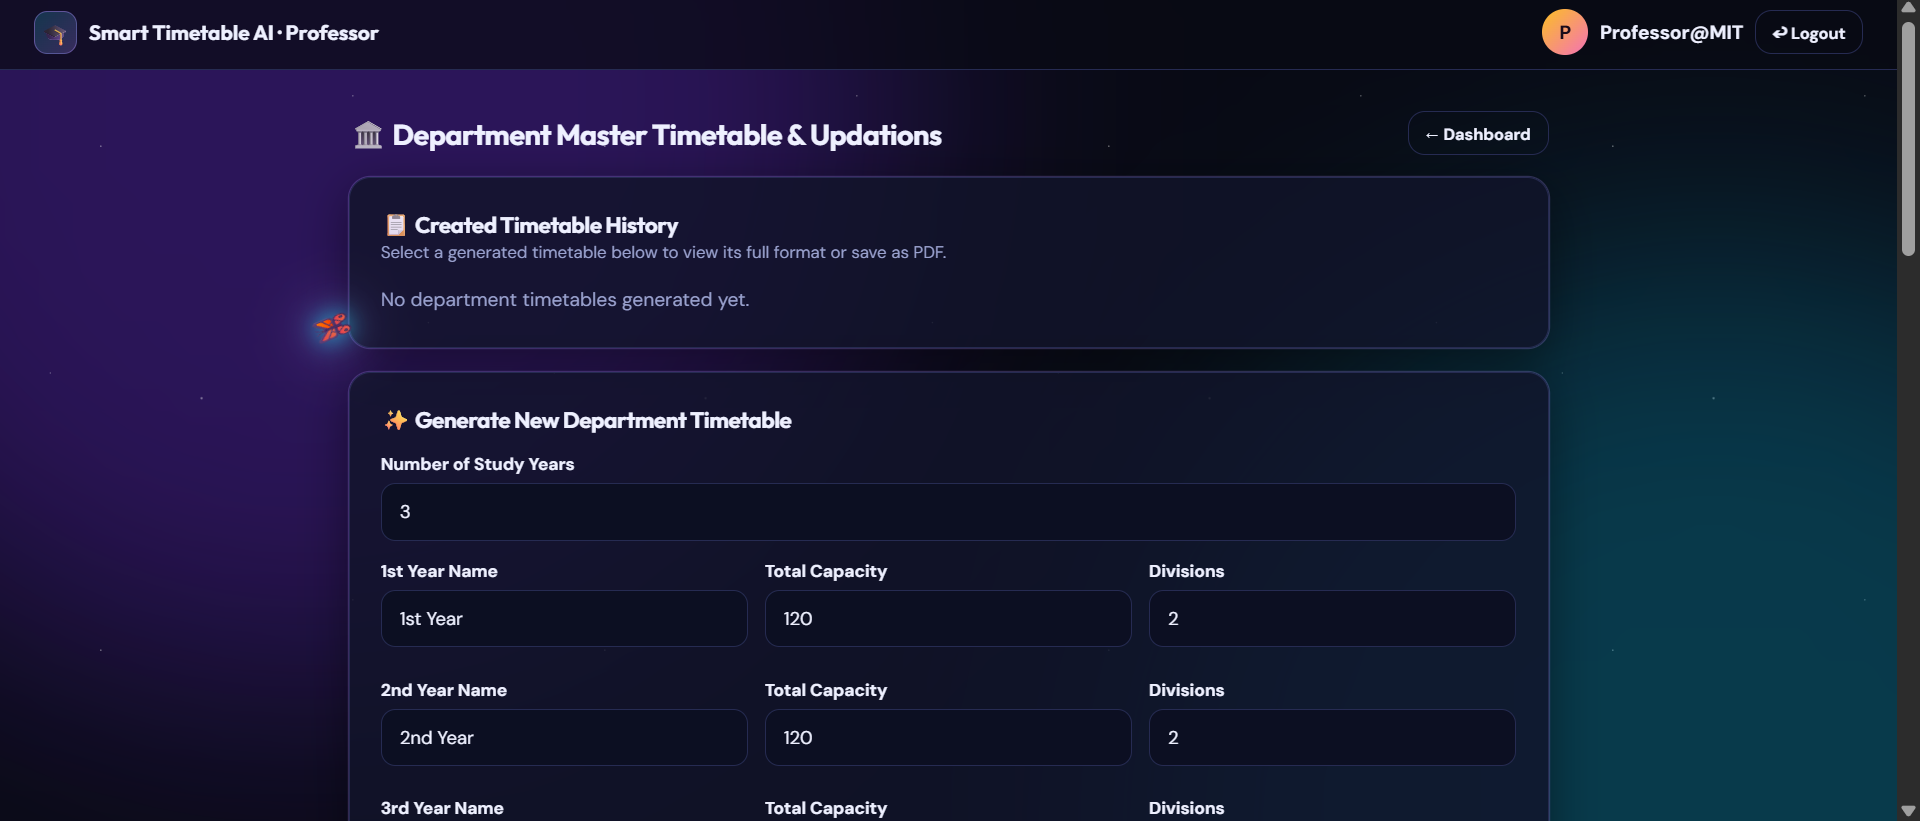 Smart Timetable AI · Professor
P Professor@MIT ↩ Logout
Department Master Timetable & Updations
← Dashboard
Created Timetable History
Select a generated timetable below to view its full format or save as PDF.
No department timetables generated yet.
Generate New Department Timetable
Number of Study Years
3
1st Year Name Total Capacity Divisions
1st Year 120 2
2nd Year Name Total Capacity Divisions
2nd Year 120 2
3rd Year Name Total Capacity Divisions